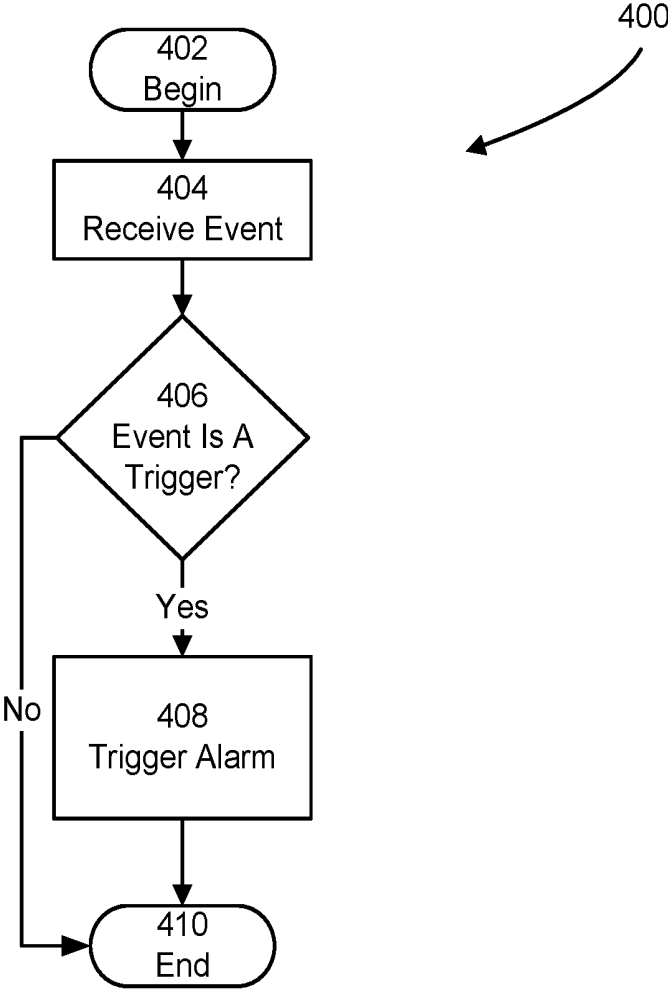 400
402
Begin
404
Receive Event
406
Event Is A
Trigger?
Yes
No
408
Trigger Alarm
410
End